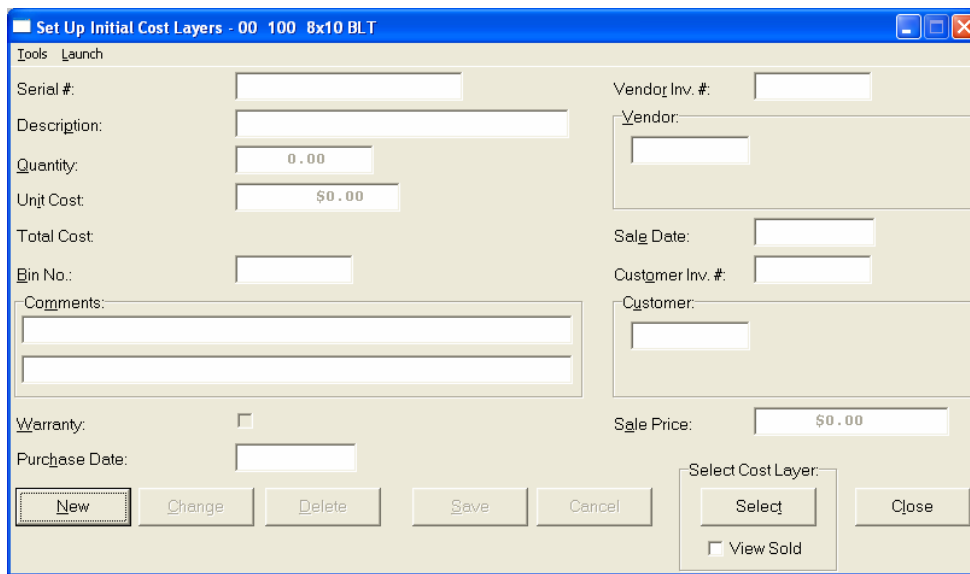 Set Up Initial Cost Layers - 00 100 8x10 BLT
Tools Launch
Serial #:
Vendor Inv. #:
Description:
Vendor:
Quantity:
0.00
Unit Cost:
$0.00
Total Cost:
Sale Date:
Bin No.:
Customer Inv. #:
Comments:
Customer:
Warranty:
Sale Price:
$0.00
Purchase Date:
Select Cost Layer:
New Change Delete Save Cancel Select Close
View Sold